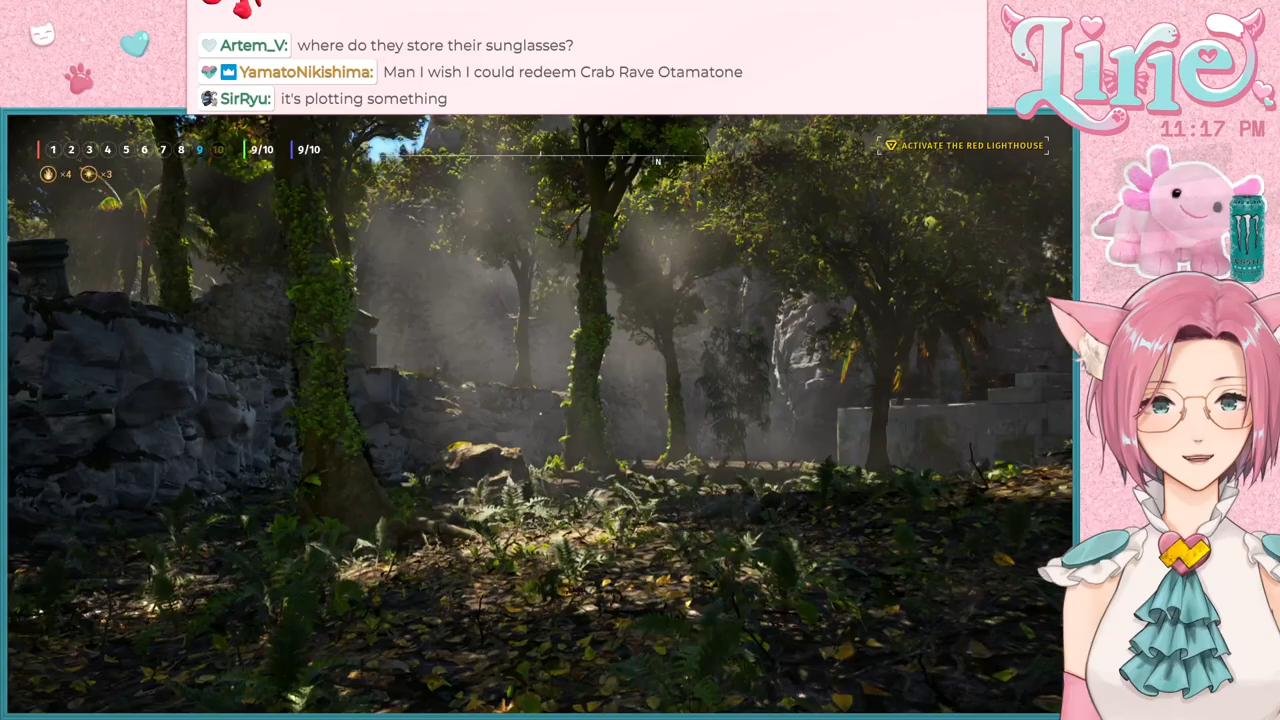 Artem_V: where do they store their sunglasses?
YamatoNikishima: Man I wish I could redeem Crab Rave Otamatone
SirRyu: it's plotting something
Lirie
11:17 PM
1 2 3 4 5 6 7 8 9 10 9/10 9/10
N
ACTIVATE THE RED LIGHTHOUSE
×4 ×3